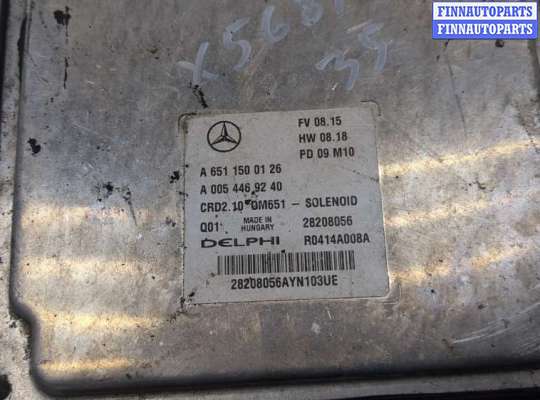 FINNAUTOPARTS
FINNAUTOPARTS
FINNAUTOPARTS
FV 08.15
HW 08.18
PD 09 M10
A 651 150 01 26
A 005 446 92 40
CRD2.10 OM651 – SOLENOID
Q01 MADE IN HUNGARY 28208056
DELPHI R0414A008A
28208056AYN103UE